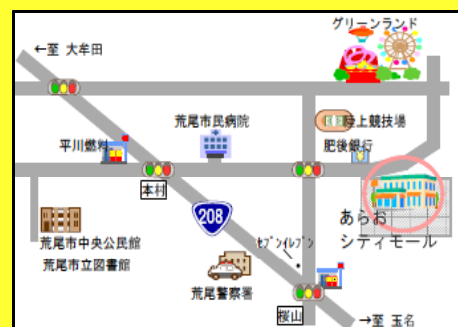 グリーンランド
←至 大牟田
荒尾市民病院
陸上競技場
平川燃料
肥後銀行
本村
208
あらお
シティモール
セブンイレブン
荒尾市中央公民館
荒尾市立図書館
荒尾警察署
桜山
→至 玉名